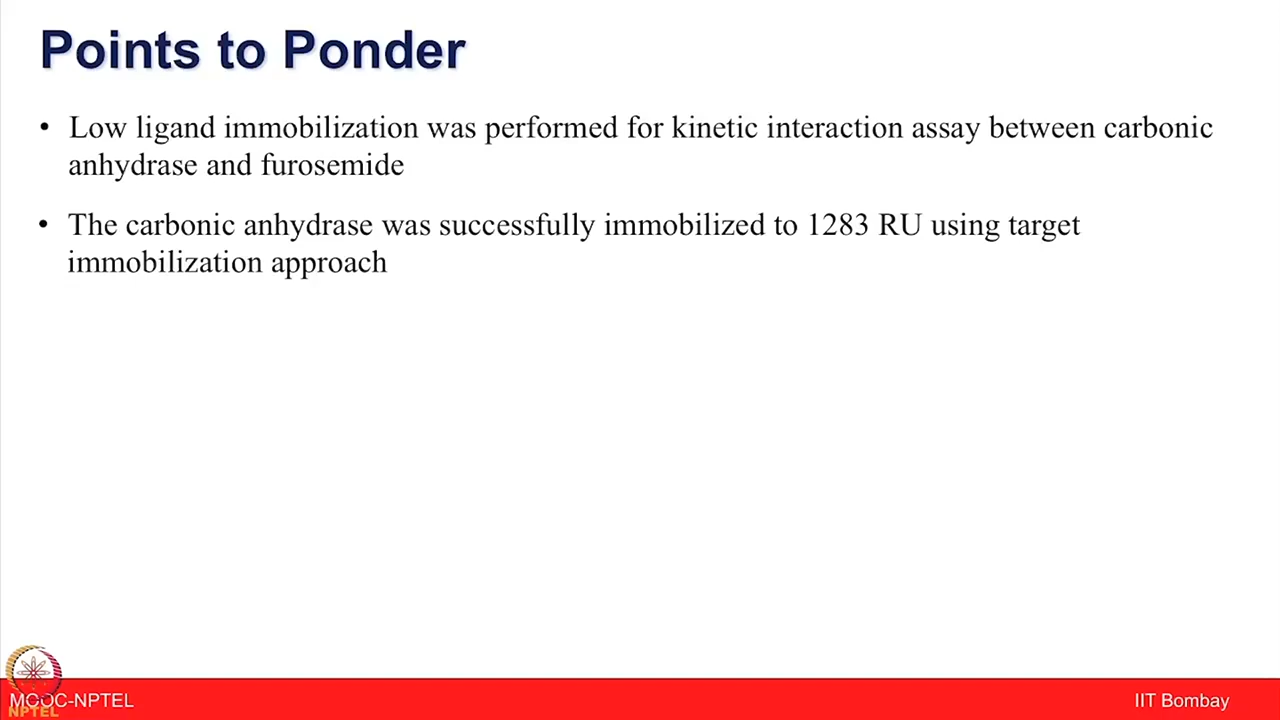 Points to Ponder
• Low ligand immobilization was performed for kinetic interaction assay between carbonic
anhydrase and furosemide
• The carbonic anhydrase was successfully immobilized to 1283 RU using target
immobilization approach
MOOC-NPTEL
NPTEL
IIT Bombay